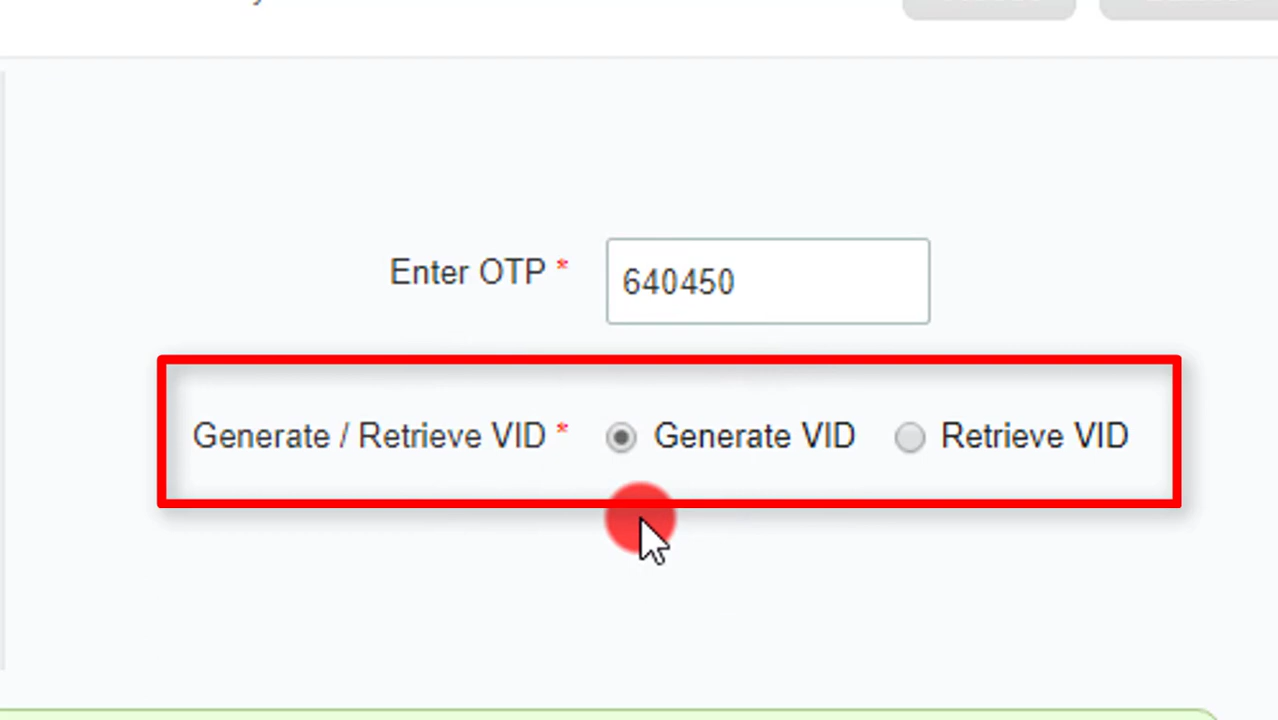 Enter OTP * 640450
Generate / Retrieve VID * Generate VID Retrieve VID